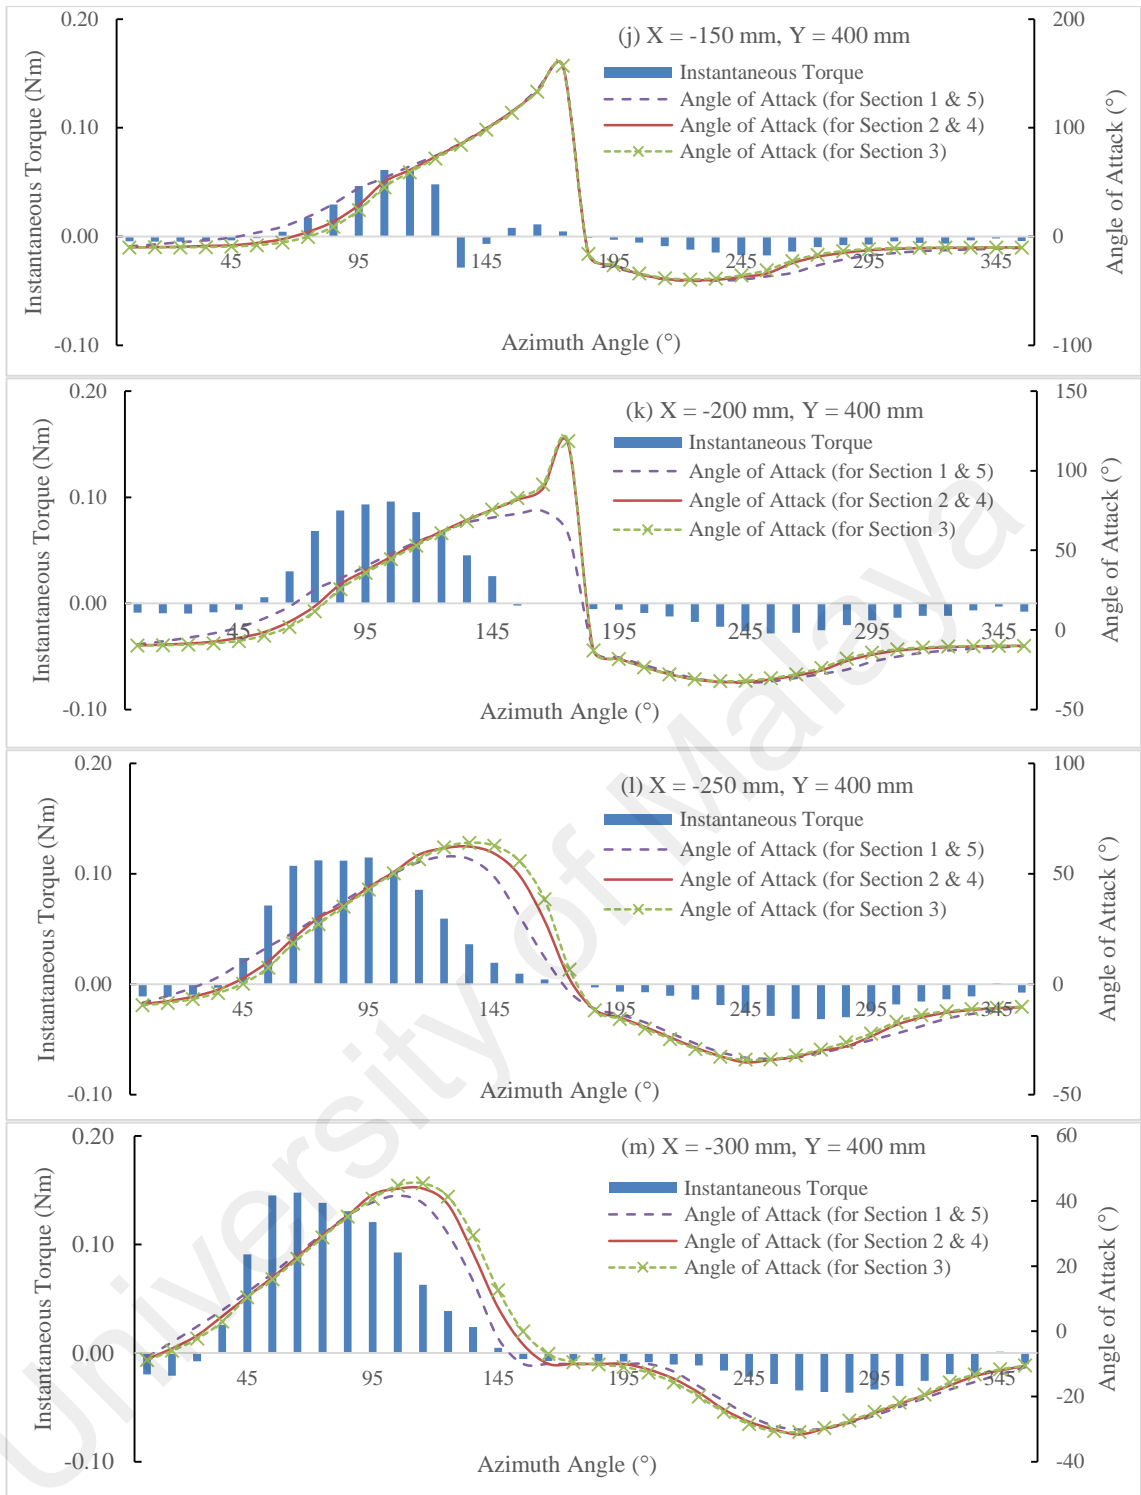 0.20
200
(j) X = -150 mm, Y = 400 mm
Instantaneous Torque
Angle of Attack (for Section 1 & 5)
Angle of Attack (for Section 2 & 4)
Angle of Attack (for Section 3)
0.10
100
0.00
0
45 95 145 195 245 295 345
-0.10
-100
Azimuth Angle (°)
Instantaneous Torque (Nm)
Angle of Attack (°)
0.20
150
(k) X = -200 mm, Y = 400 mm
Instantaneous Torque
Angle of Attack (for Section 1 & 5)
Angle of Attack (for Section 2 & 4)
Angle of Attack (for Section 3)
100
0.10
50
0.00
0
45 95 145 195 245 295 345
-0.10
-50
Azimuth Angle (°)
Instantaneous Torque (Nm)
Angle of Attack (°)
0.20
100
(l) X = -250 mm, Y = 400 mm
Instantaneous Torque
Angle of Attack (for Section 1 & 5)
Angle of Attack (for Section 2 & 4)
Angle of Attack (for Section 3)
0.10
50
0.00
0
45 95 145 195 245 295 345
-0.10
-50
Azimuth Angle (°)
Instantaneous Torque (Nm)
Angle of Attack (°)
0.20
60
(m) X = -300 mm, Y = 400 mm
Instantaneous Torque
Angle of Attack (for Section 1 & 5)
Angle of Attack (for Section 2 & 4)
Angle of Attack (for Section 3)
40
0.10
20
0
0.00
45 95 145 195 245 295 345
-20
-0.10
-40
Azimuth Angle (°)
Instantaneous Torque (Nm)
Angle of Attack (°)
University of Malaya